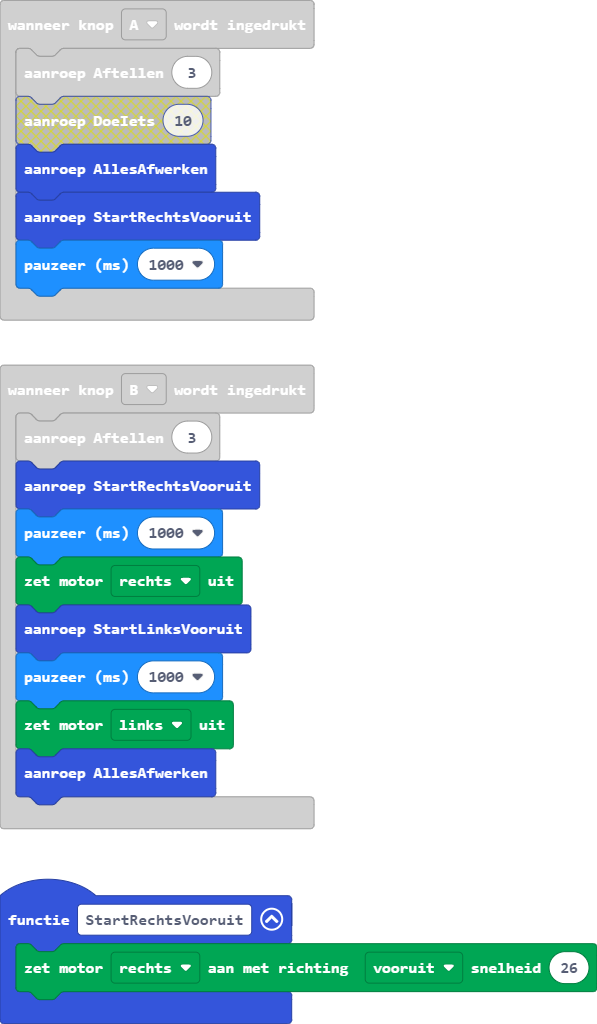 wanneer knop A wordt ingedrukt
aanroep Aftellen 3
aanroep DoeIets 10
aanroep AllesAfwerken
aanroep StartRechtsVooruit
pauzeer (ms) 1000
wanneer knop B wordt ingedrukt
aanroep Aftellen 3
aanroep StartRechtsVooruit
pauzeer (ms) 1000
zet motor rechts uit
aanroep StartLinksVooruit
pauzeer (ms) 1000
zet motor links uit
aanroep AllesAfwerken
functie StartRechtsVooruit
zet motor rechts aan met richting vooruit snelheid 26